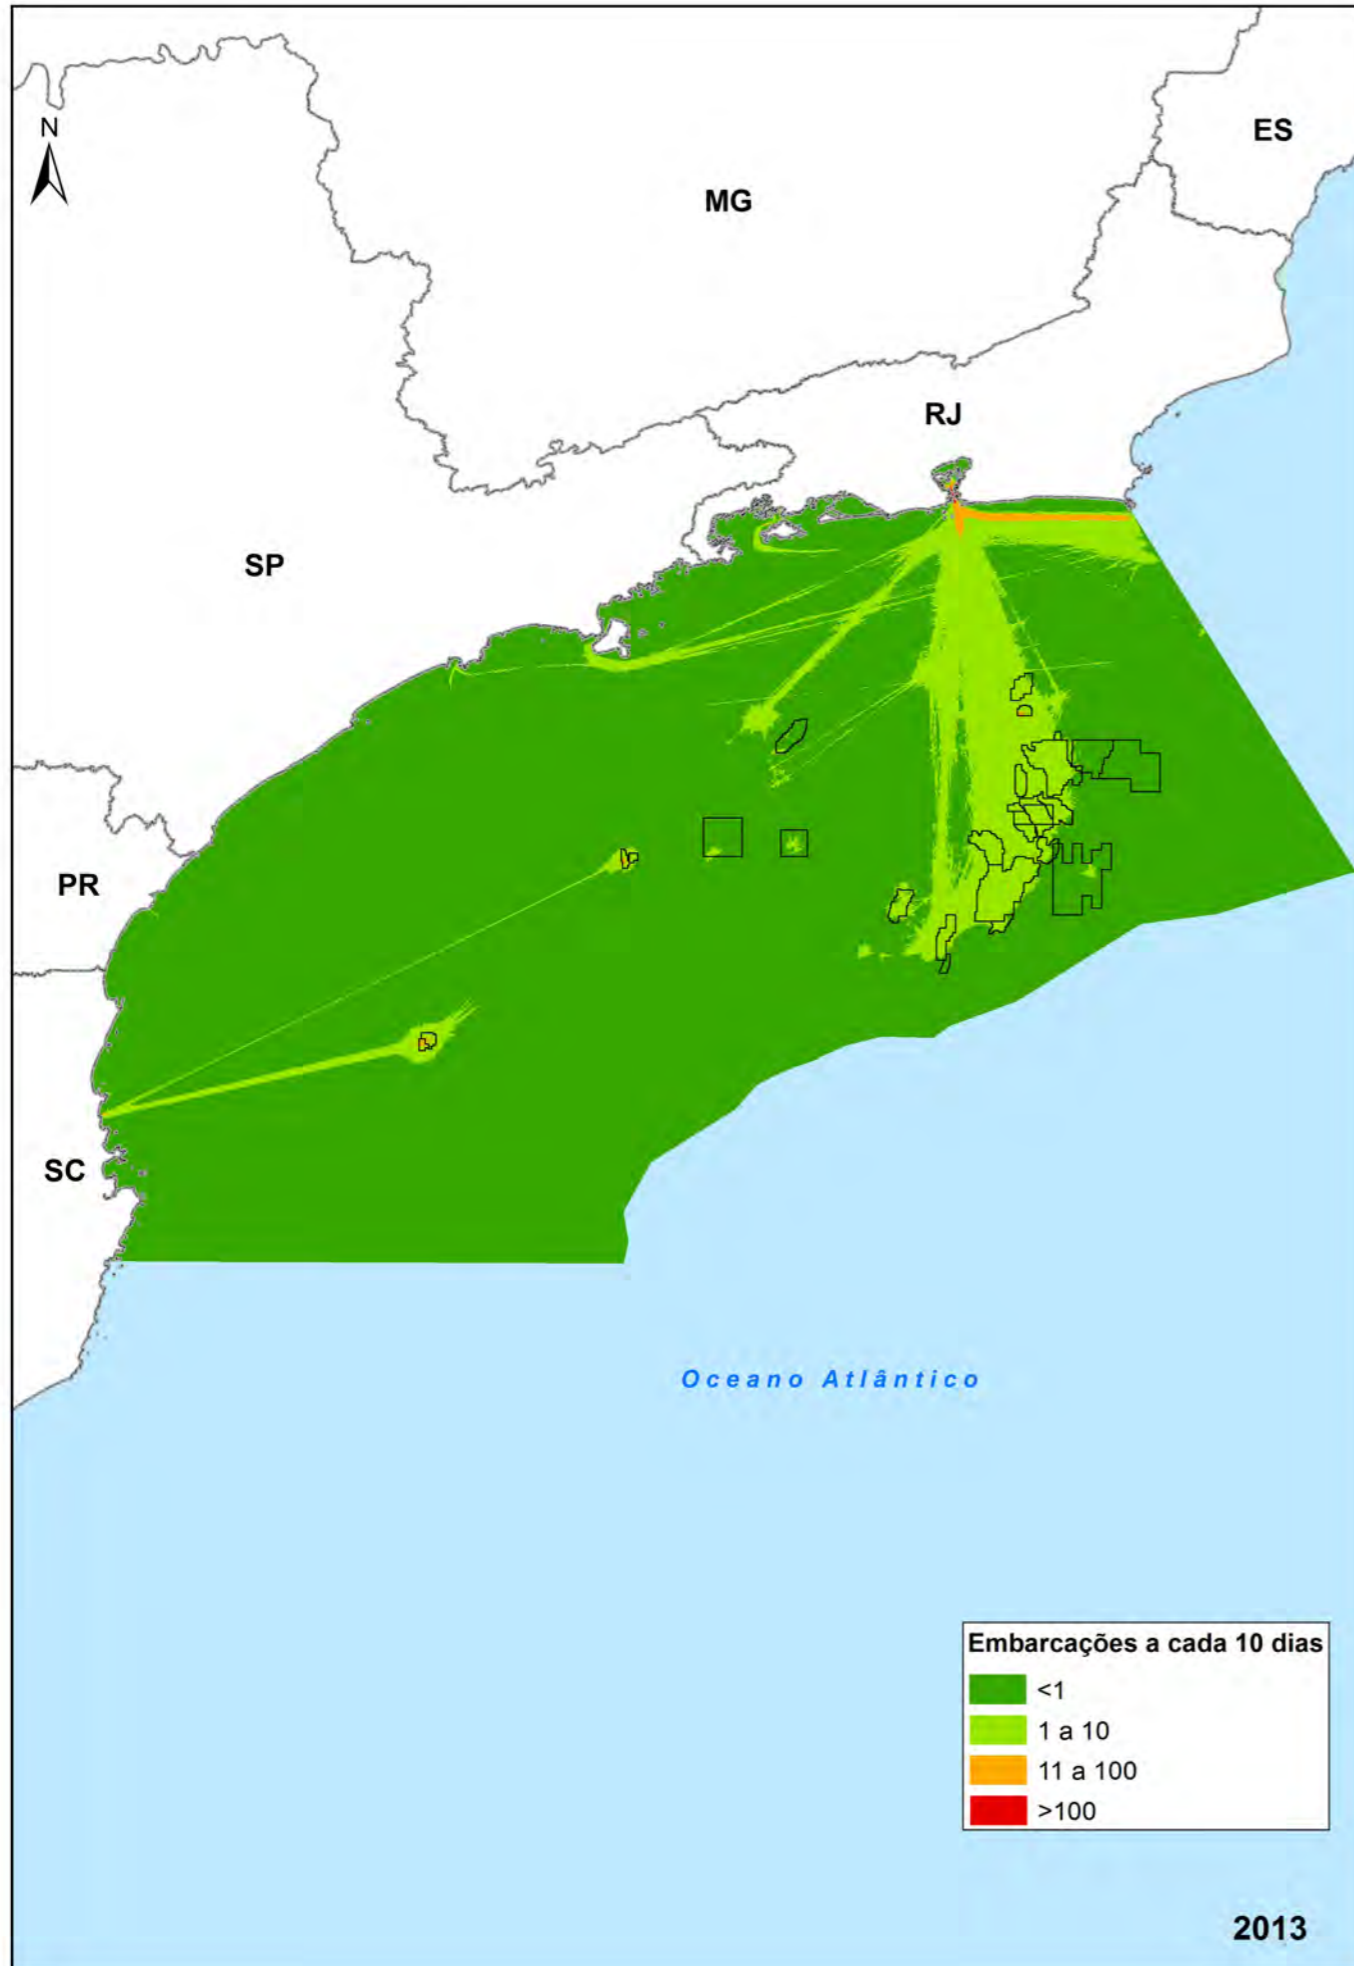 N
ES
MG
RJ
SP
PR
SC
Oceano Atlântico
Embarcações a cada 10 dias
<1
1 a 10
11 a 100
>100
2013